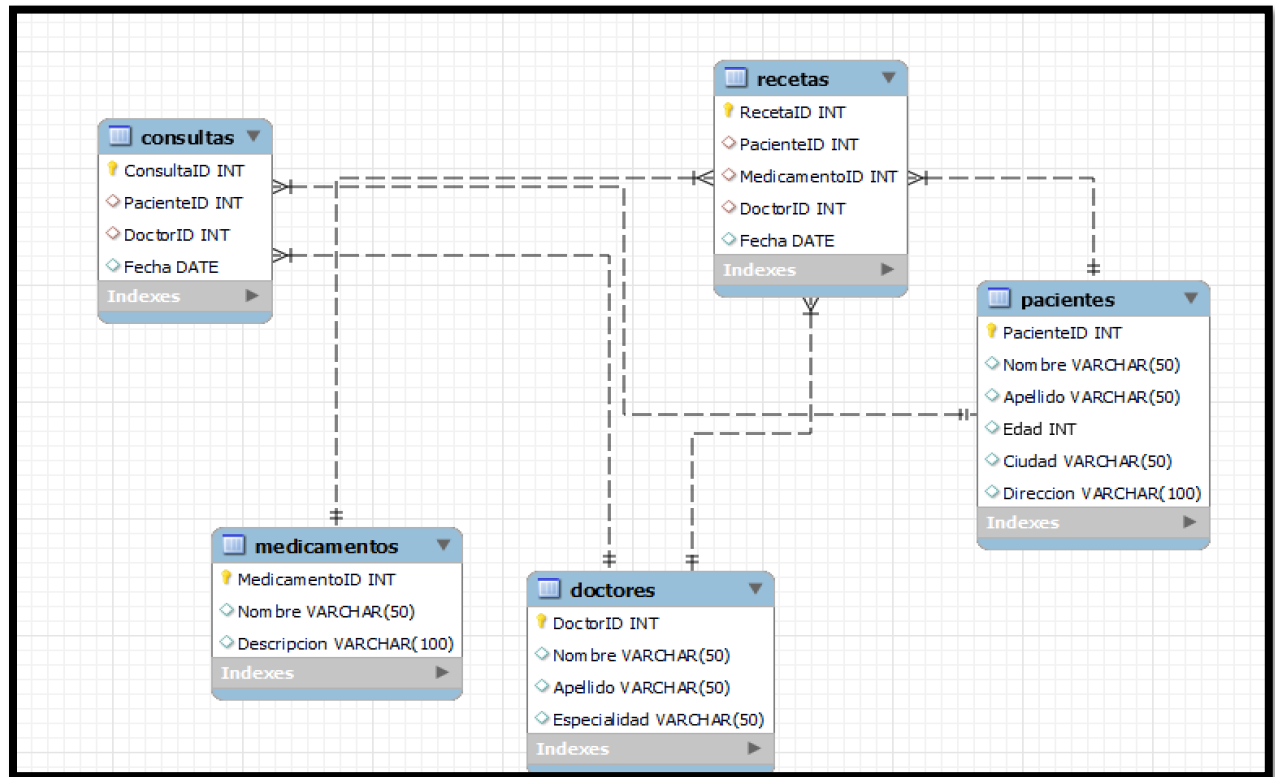 consultas
ConsultaID INT
PacienteID INT
DoctorID INT
Fecha DATE
Indexes
recetas
RecetaID INT
PacienteID INT
MedicamentoID INT
DoctorID INT
Fecha DATE
Indexes
pacientes
PacienteID INT
Nombre VARCHAR(50)
Apellido VARCHAR(50)
Edad INT
Ciudad VARCHAR(50)
Direccion VARCHAR(100)
Indexes
medicamentos
MedicamentoID INT
Nombre VARCHAR(50)
Descripcion VARCHAR(100)
Indexes
doctores
DoctorID INT
Nombre VARCHAR(50)
Apellido VARCHAR(50)
Especialidad VARCHAR(50)
Indexes